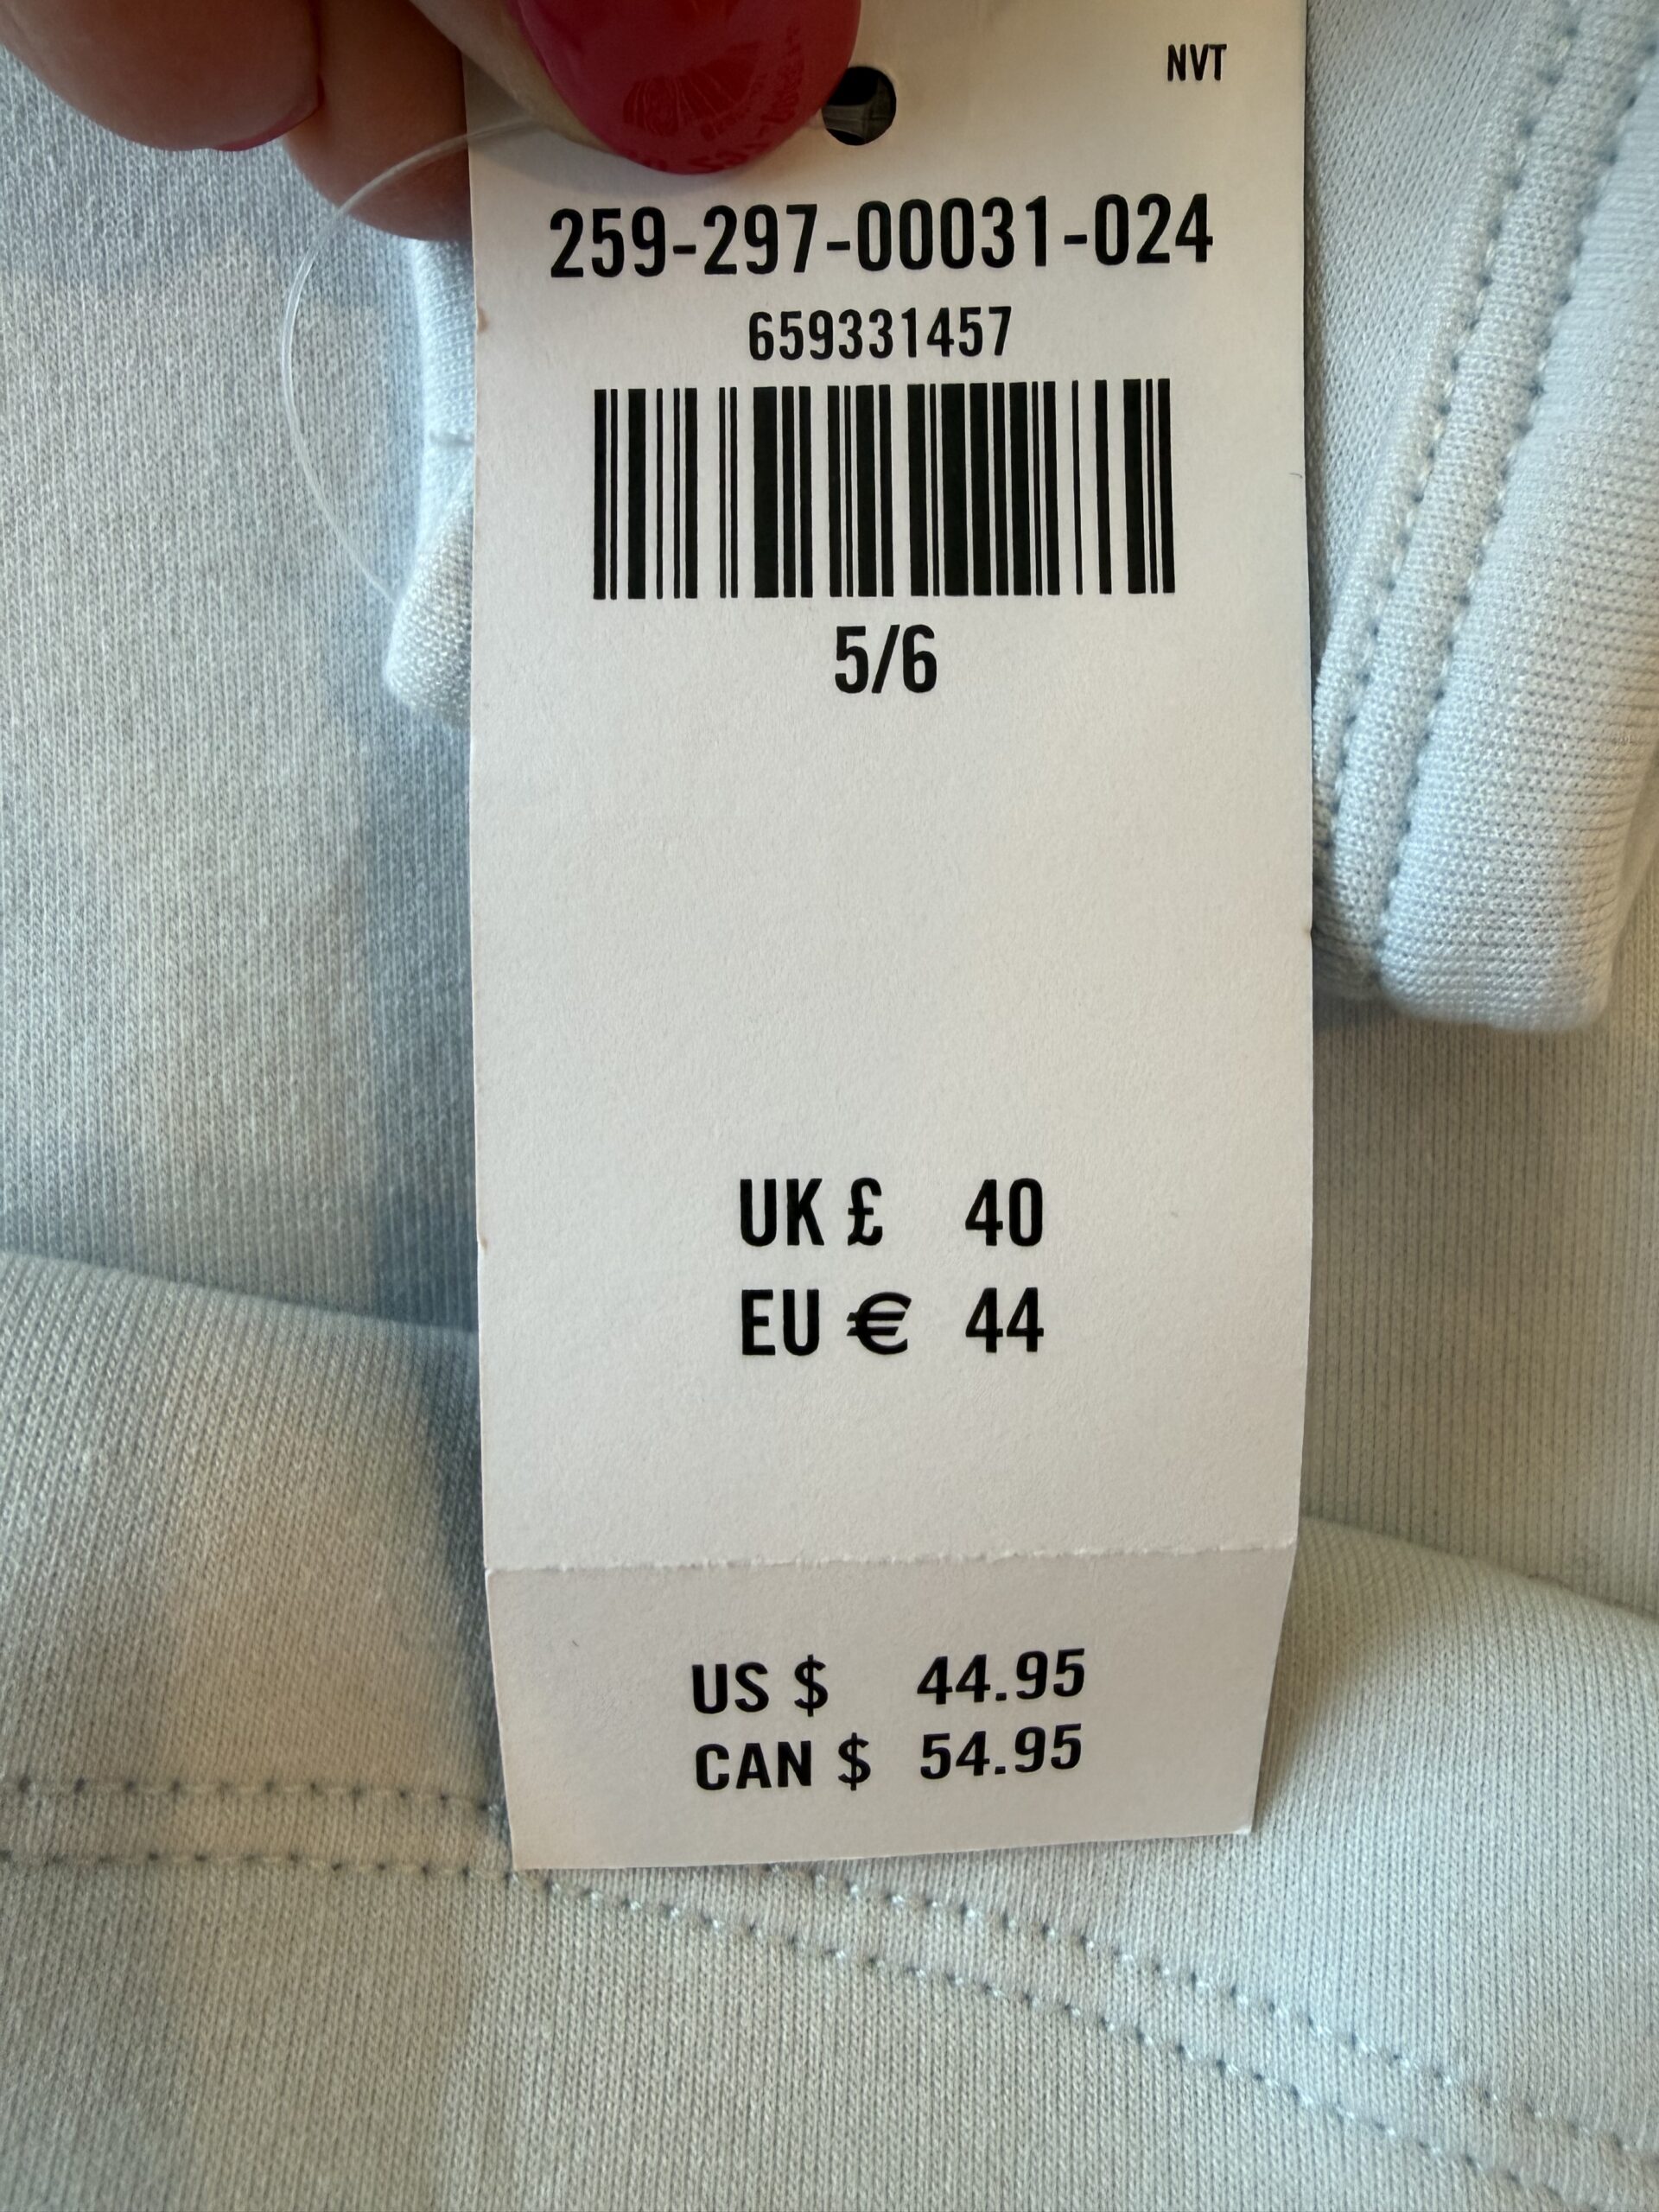 NVT
259-297-00031-024
659331457
5/6
UK £ 40
EU € 44
US $ 44.95
CAN $ 54.95